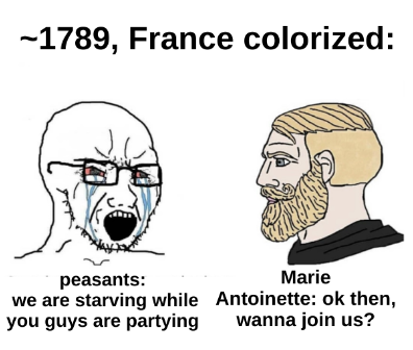 ~1789, France colorized:
peasants:
we are starving while
you guys are partying
Marie
Antoinette: ok then,
wanna join us?